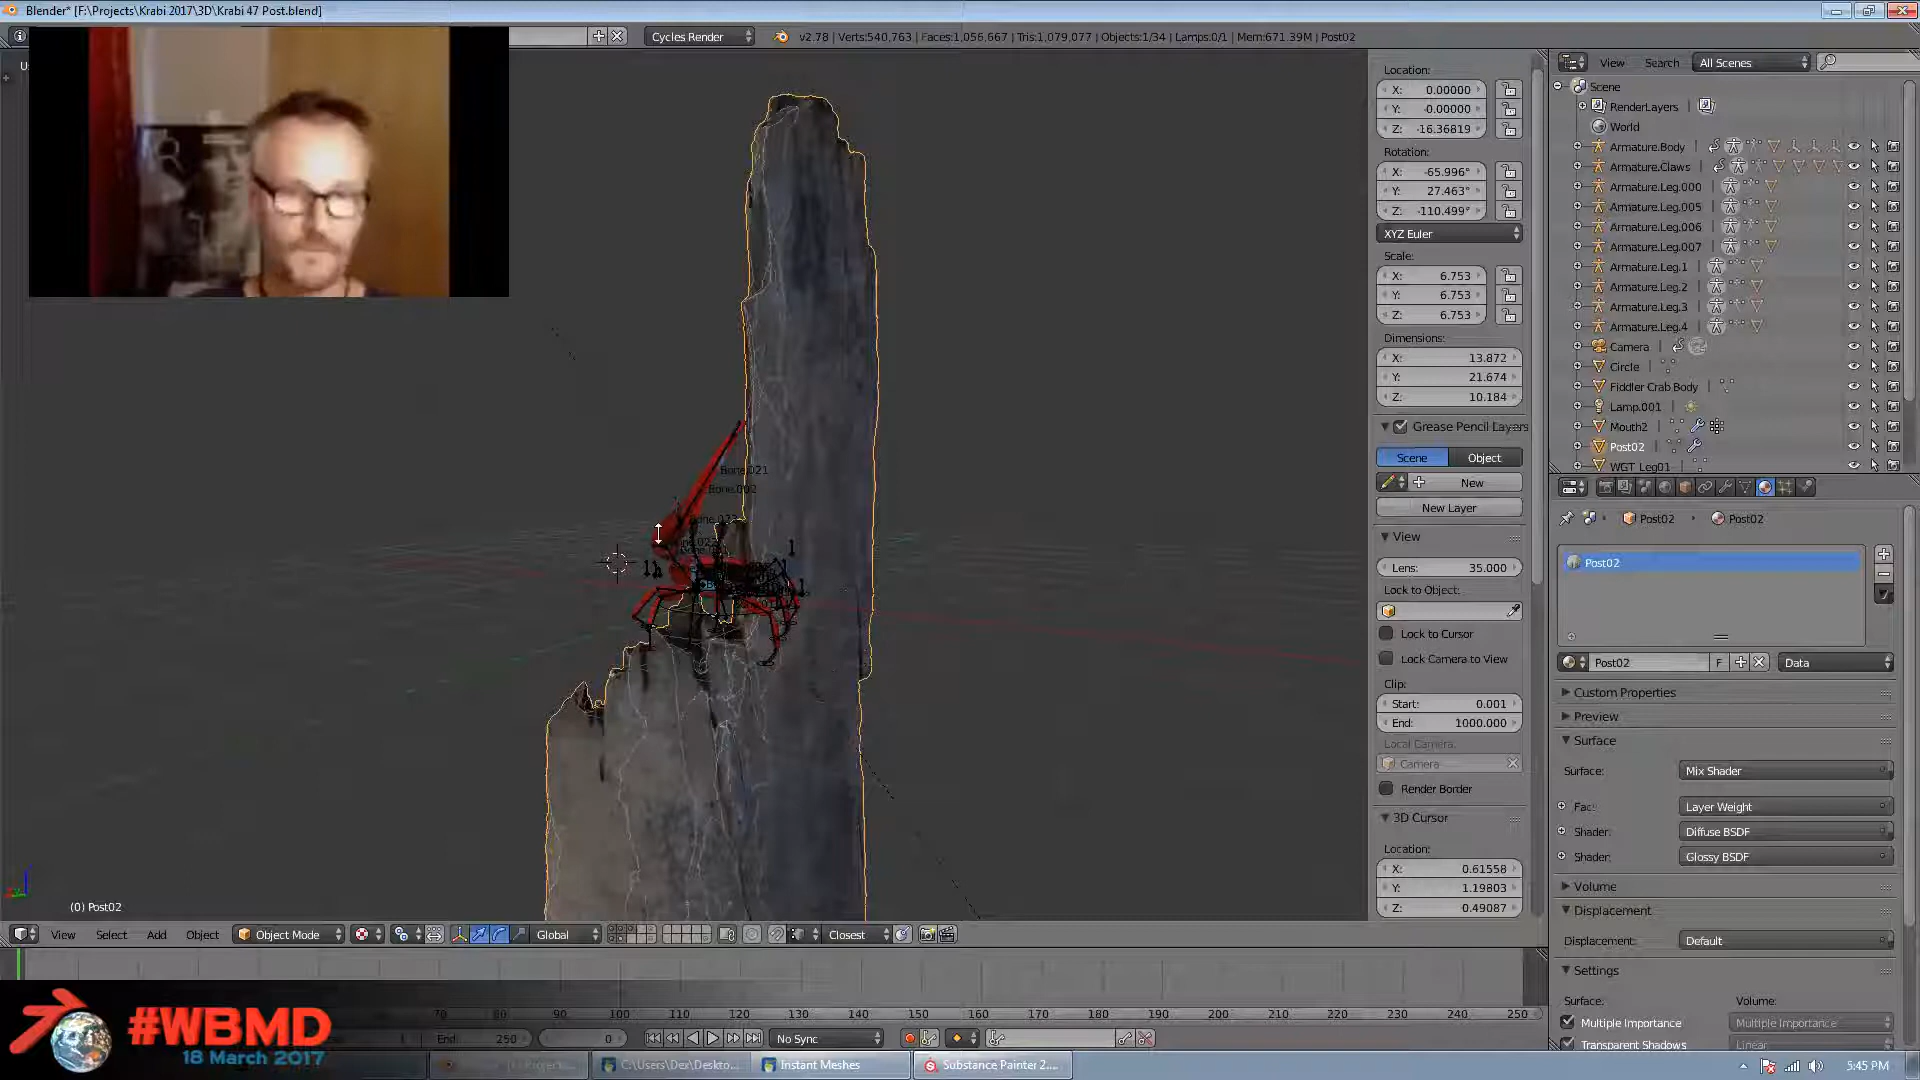 Blender* [F:\Projects\Krabi 2017\3D\Krabi 47 Post.blend]
Cycles Render
v2.78 | Verts:540,763 | Faces:1,056,667 | Tris:1,079,077 | Objects:1/34 | Lamps:0/1 | Mem:671.39M | Post02
View Search All Scenes
Scene
RenderLayers
World
Armature.Body
Armature.Claws
Armature.Leg.000
Armature.Leg.005
Armature.Leg.006
Armature.Leg.007
Armature.Leg.1
Armature.Leg.2
Armature.Leg.3
Armature.Leg.4
Camera
Circle
Fiddler Crab Body
Lamp.001
Mouth2
Post02
WGT_Leg01
Location:
X: 0.00000
Y: -0.00000
Z: -16.36819
Rotation:
X: -65.996°
Y: 27.463°
Z: -110.499°
XYZ Euler
Scale:
X: 6.753
Y: 6.753
Z: 6.753
Dimensions:
X: 13.872
Y: 21.674
Z: 10.184
Grease Pencil Layers
Scene Object
New
New Layer
View
Lens: 35.000
Lock to Object:
Lock to Cursor
Lock Camera to View
Clip:
Start: 0.001
End: 1000.000
Local Camera:
Camera
Render Border
3D Cursor
Location:
X: 0.61558
Y: 1.19803
Z: 0.49087
Bone.021
Bone.002
Post02 Post02
Post02
Post02 F Data
Custom Properties
Preview
Surface
Surface: Mix Shader
Fac: Layer Weight
Shader: Diffuse BSDF
Shader: Glossy BSDF
Volume
Displacement
Displacement: Default
Settings
Surface: Volume:
Multiple Importance Multiple Importance
Transparent Shadows Linear
(0) Post02
View Select Add Object Object Mode Global Closest
70 80 90 100 110 120 130 140 150 160 170 180 190 200 210 220 230 240 250
End: 250 0 No Sync
#WBMD
18 March 2017
C:\Users\Dex\Deskto... Instant Meshes Substance Painter 2.... 5:45 PM